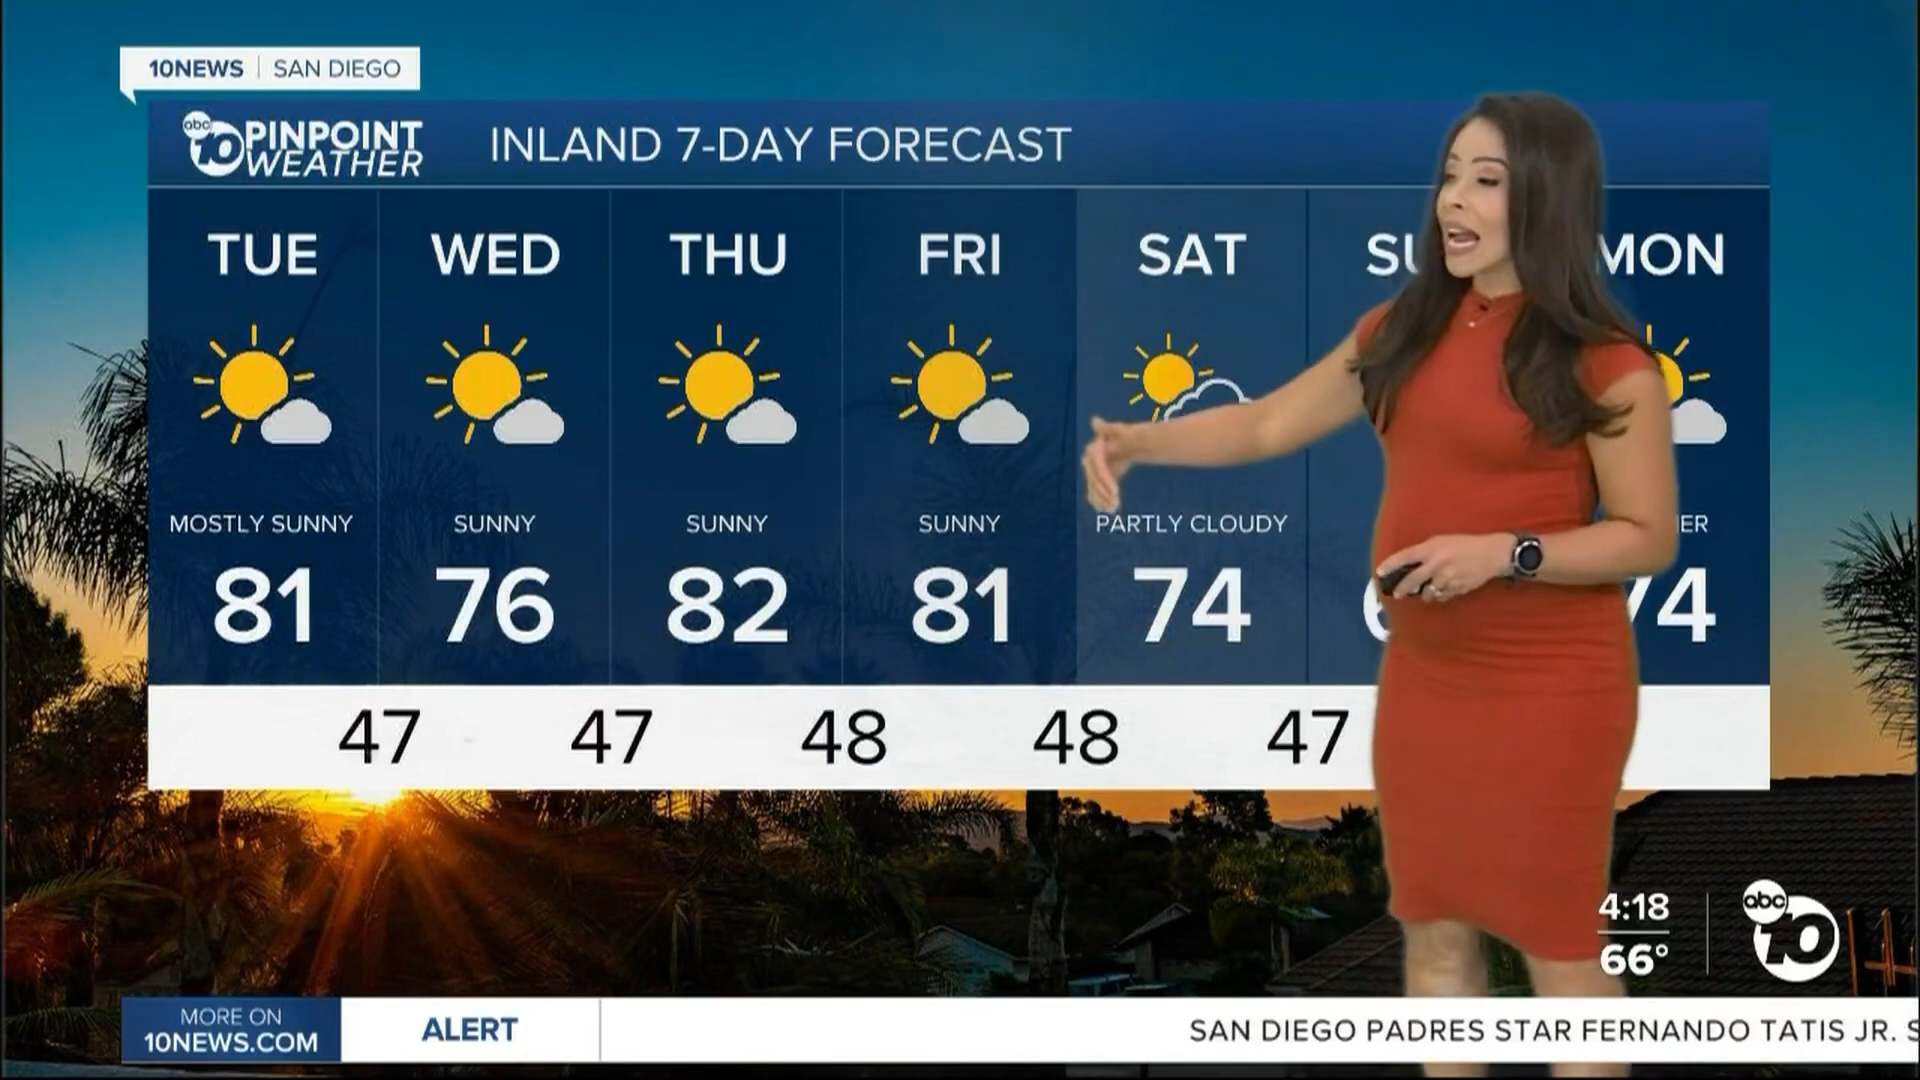 10NEWS | SAN DIEGO
abc 10 PINPOINT WEATHER
INLAND 7-DAY FORECAST
TUE WED THU FRI SAT SU MON
MOSTLY SUNNY SUNNY SUNNY SUNNY PARTLY CLOUDY
81 76 82 81 74 74
47 47 48 48 47
4:18
66°
abc 10
MORE ON
10NEWS.COM
ALERT
SAN DIEGO PADRES STAR FERNANDO TATIS JR. S